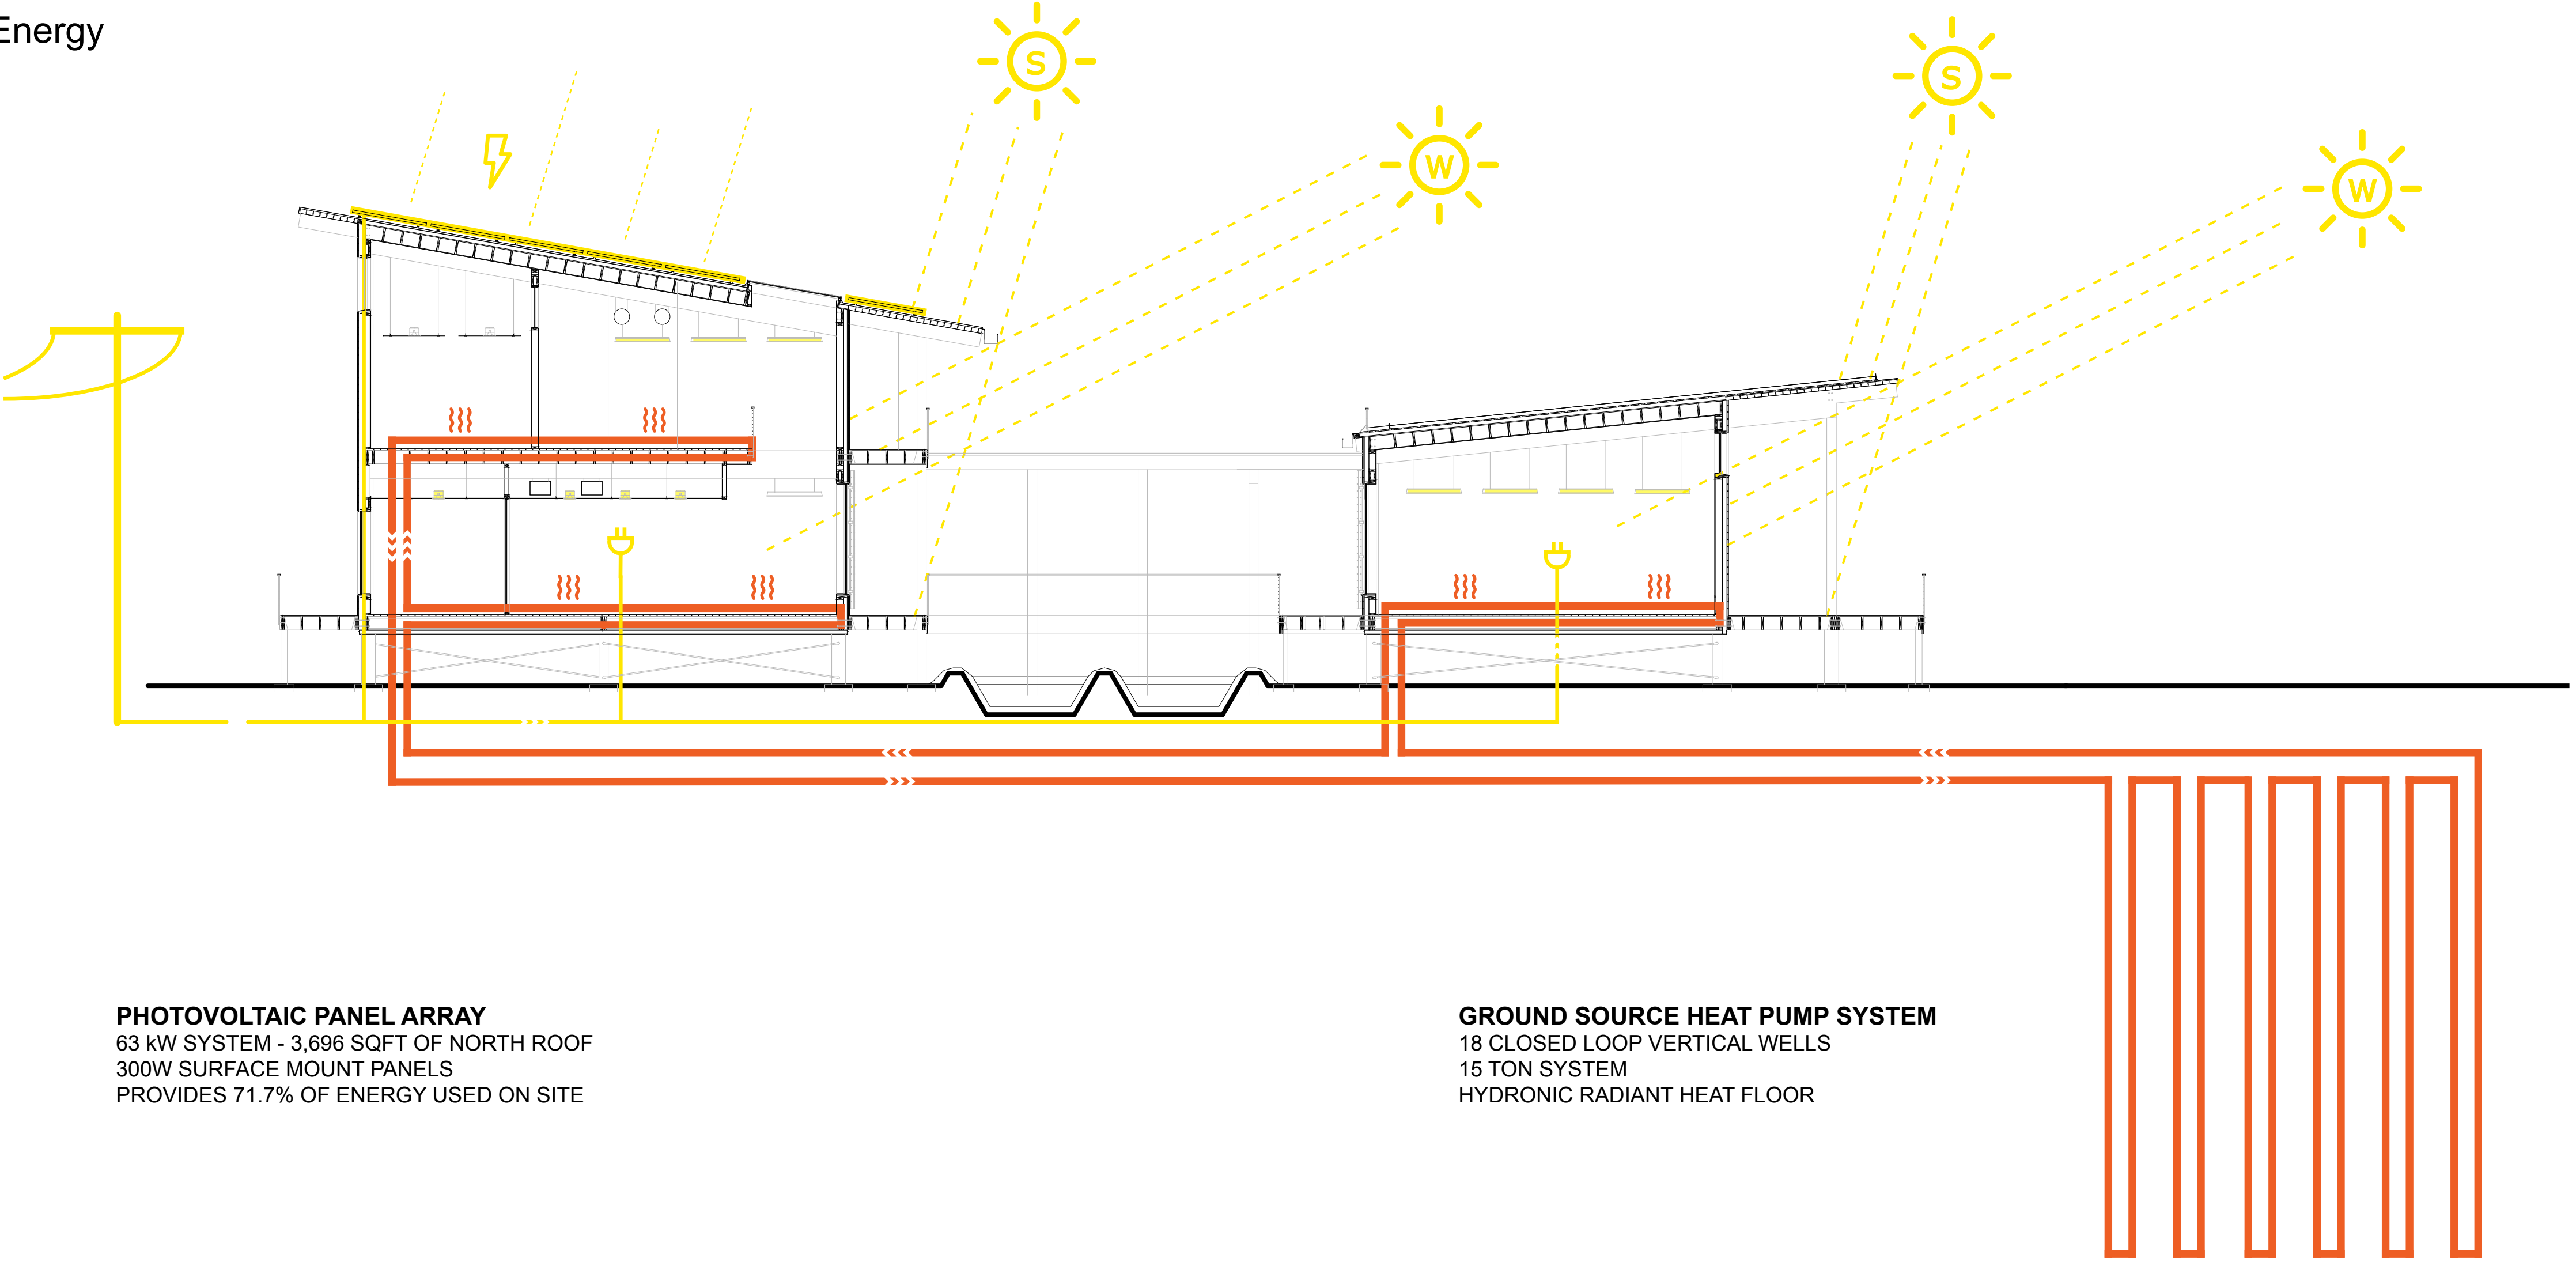 Energy
S
S
W
W
PHOTOVOLTAIC PANEL ARRAY
63 kW SYSTEM - 3,696 SQFT OF NORTH ROOF
300W SURFACE MOUNT PANELS
PROVIDES 71.7% OF ENERGY USED ON SITE
GROUND SOURCE HEAT PUMP SYSTEM
18 CLOSED LOOP VERTICAL WELLS
15 TON SYSTEM
HYDRONIC RADIANT HEAT FLOOR